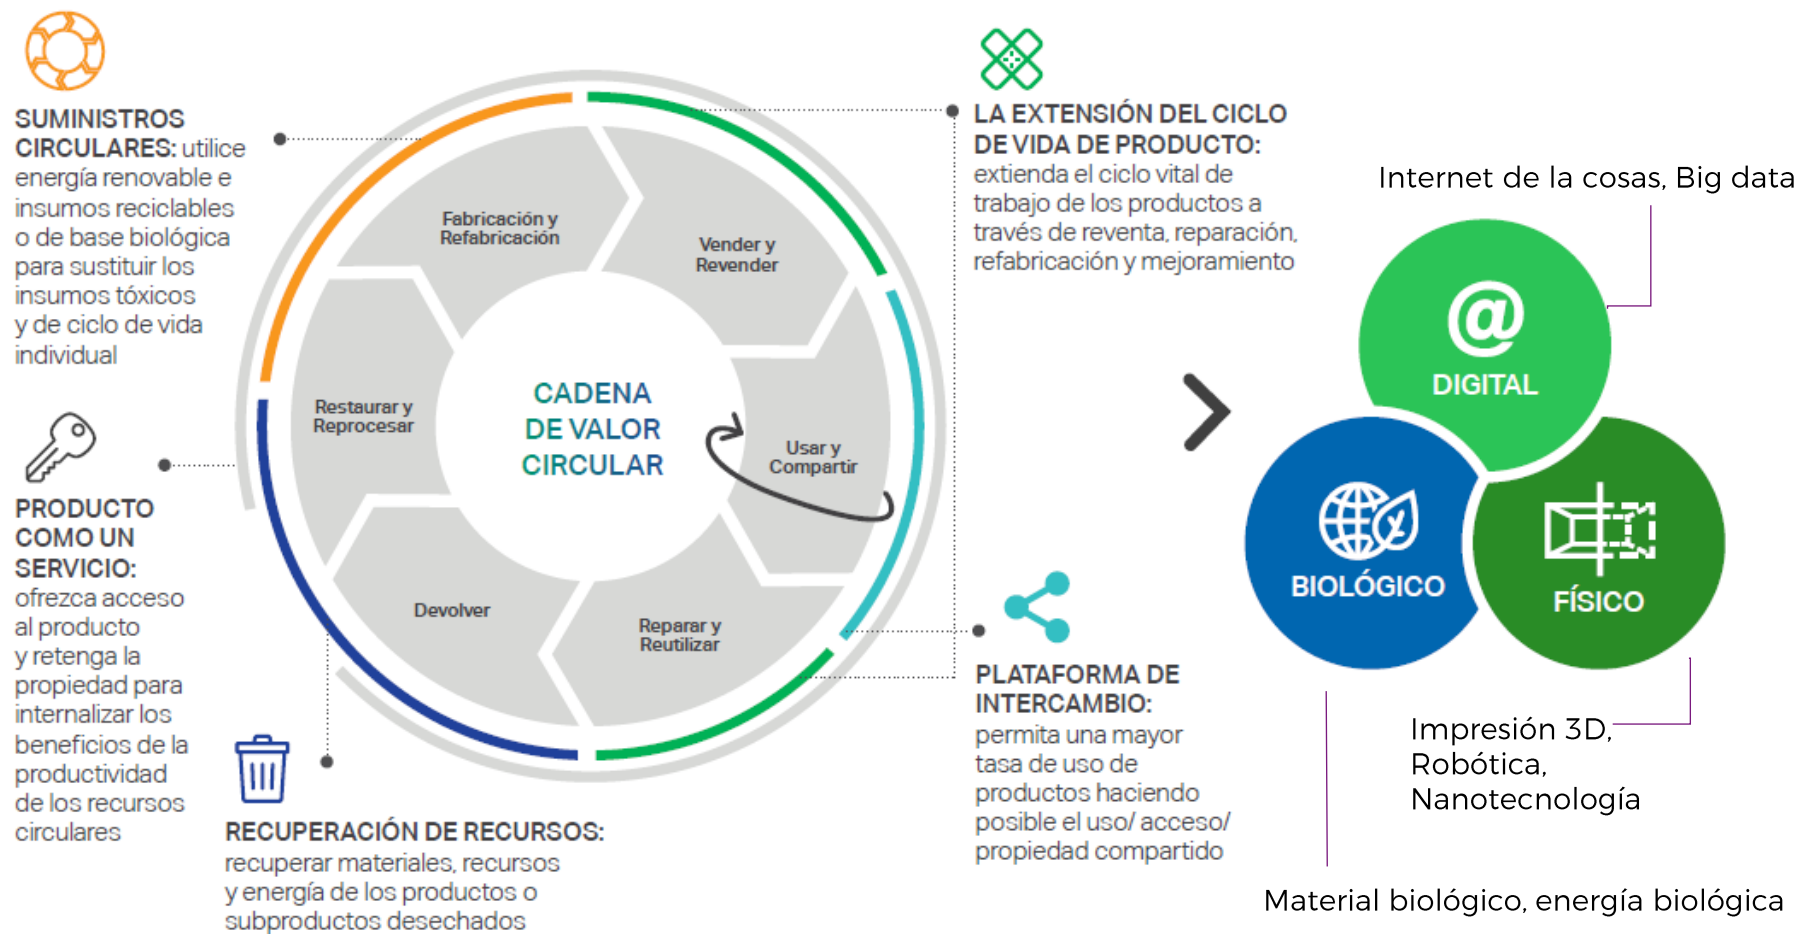 SUMINISTROS
CIRCULARES: utilice
energía renovable e
insumos reciclables
o de base biológica
para sustituir los
insumos tóxicos
y de ciclo de vida
individual
PRODUCTO
COMO UN
SERVICIO:
ofrezca acceso
al producto
y retenga la
propiedad para
internalizar los
beneficios de la
productividad
de los recursos
circulares
RECUPERACIÓN DE RECURSOS:
recuperar materiales, recursos
y energía de los productos o
subproductos desechados
Fabricación y
Refabricación
Vender y
Revender
Usar y
Compartir
Reparar y
Reutilizar
Devolver
Restaurar y
Reprocesar
CADENA
DE VALOR
CIRCULAR
LA EXTENSIÓN DEL CICLO
DE VIDA DE PRODUCTO:
extienda el ciclo vital de
trabajo de los productos a
través de reventa, reparación,
refabricación y mejoramiento
PLATAFORMA DE
INTERCAMBIO:
permita una mayor
tasa de uso de
productos haciendo
posible el uso/ acceso/
propiedad compartido
Internet de la cosas, Big data
@
DIGITAL
BIOLÓGICO
FÍSICO
Impresión 3D,
Robótica,
Nanotecnología
Material biológico, energía biológica